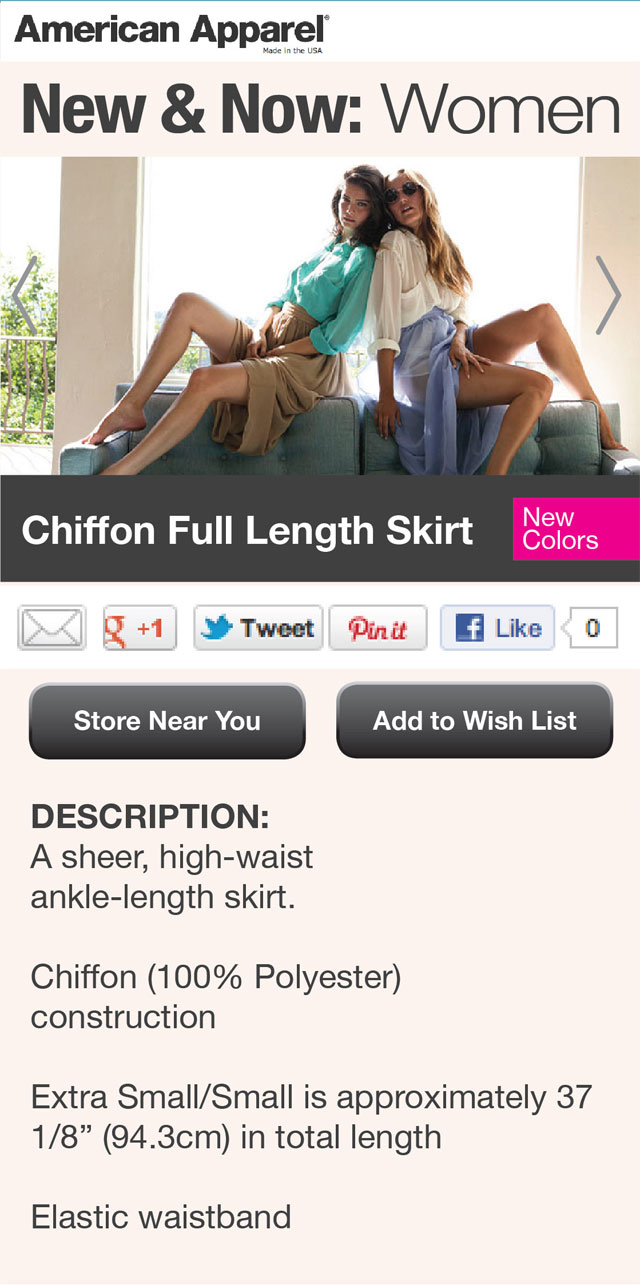 American Apparel®
Made in the USA
New & Now: Women
Chiffon Full Length Skirt
New
Colors
g +1
Tweet
Pin it
f Like
0
Store Near You
Add to Wish List
DESCRIPTION:
A sheer, high-waist
ankle-length skirt.
Chiffon (100% Polyester)
construction
Extra Small/Small is approximately 37
1/8” (94.3cm) in total length
Elastic waistband